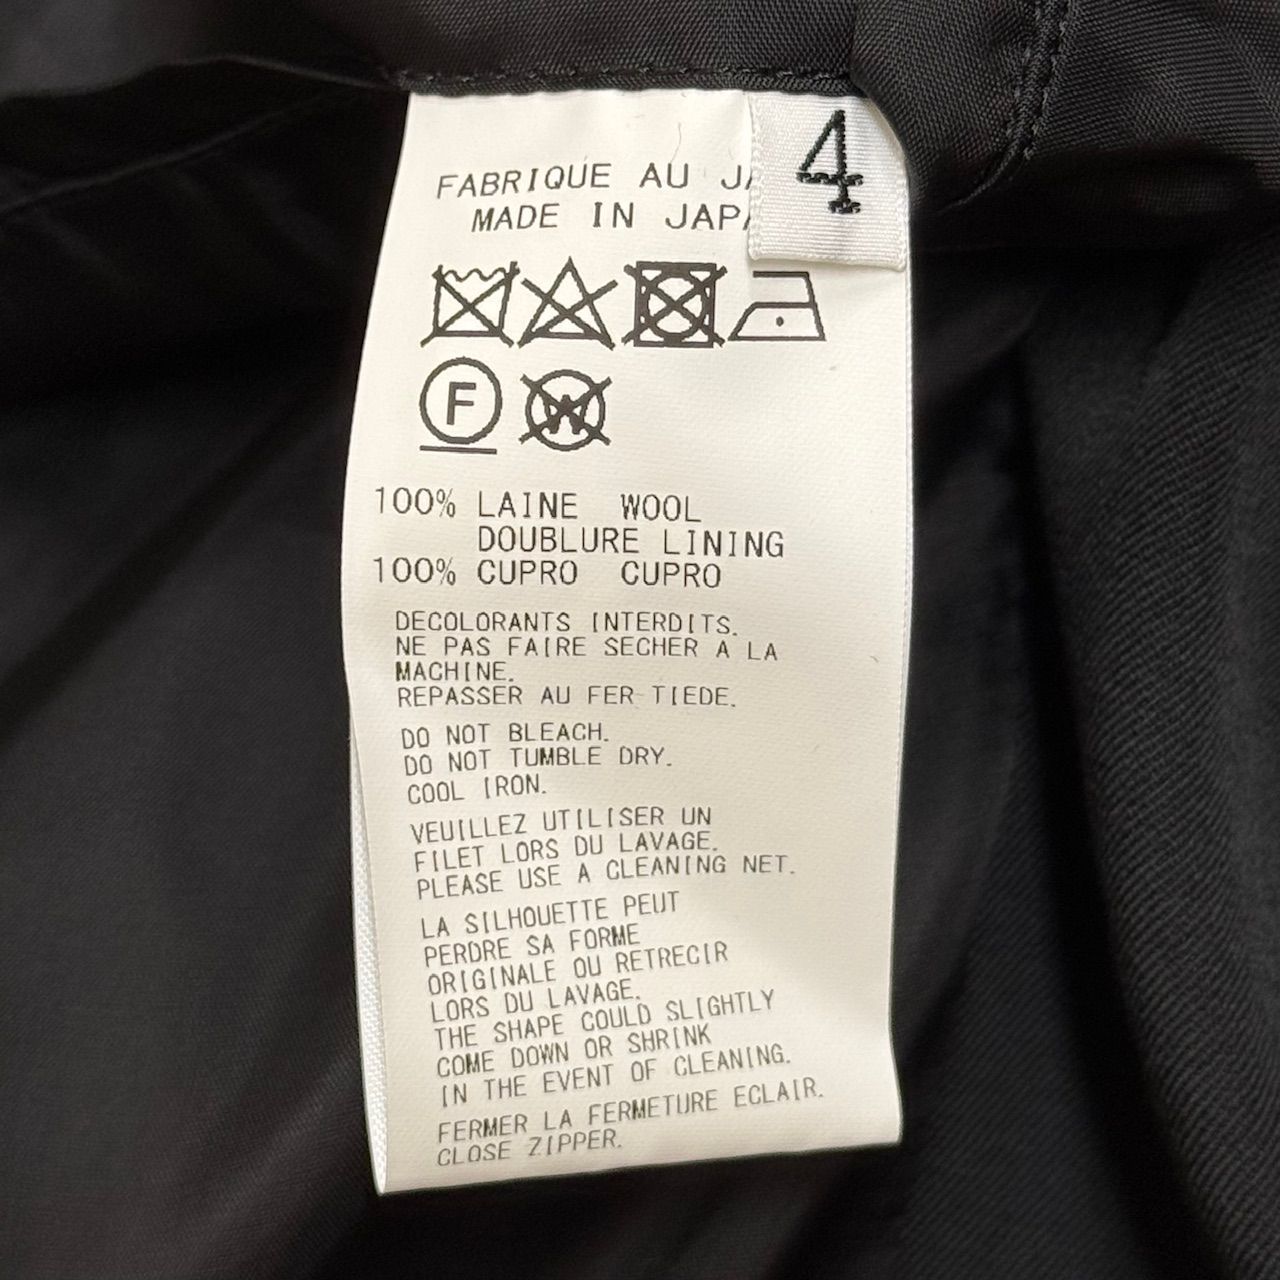 4
FABRIQUE AU JA
MADE IN JAPA
F
W
100% LAINE WOOL
DOUBLURE LINING
100% CUPRO CUPRO
DECOLORANTS INTERDITS.
NE PAS FAIRE SECHER A LA
MACHINE.
REPASSER AU FER TIEDE.
DO NOT BLEACH.
DO NOT TUMBLE DRY.
COOL IRON.
VEUILLEZ UTILISER UN
FILET LORS DU LAVAGE.
PLEASE USE A CLEANING NET.
LA SILHOUETTE PEUT
PERDRE SA FORME
ORIGINALE OU RETRECIR
LORS DU LAVAGE.
THE SHAPE COULD SLIGHTLY
COME DOWN OR SHRINK
IN THE EVENT OF CLEANING.
FERMER LA FERMETURE ECLAIR.
CLOSE ZIPPER.